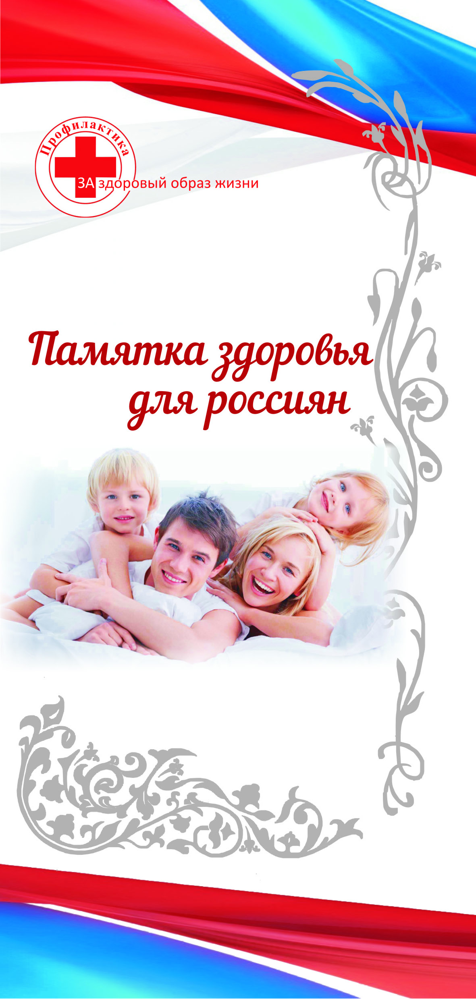 Профилактика
ЗА здоровый образ жизни
Памятка здоровья
для россиян